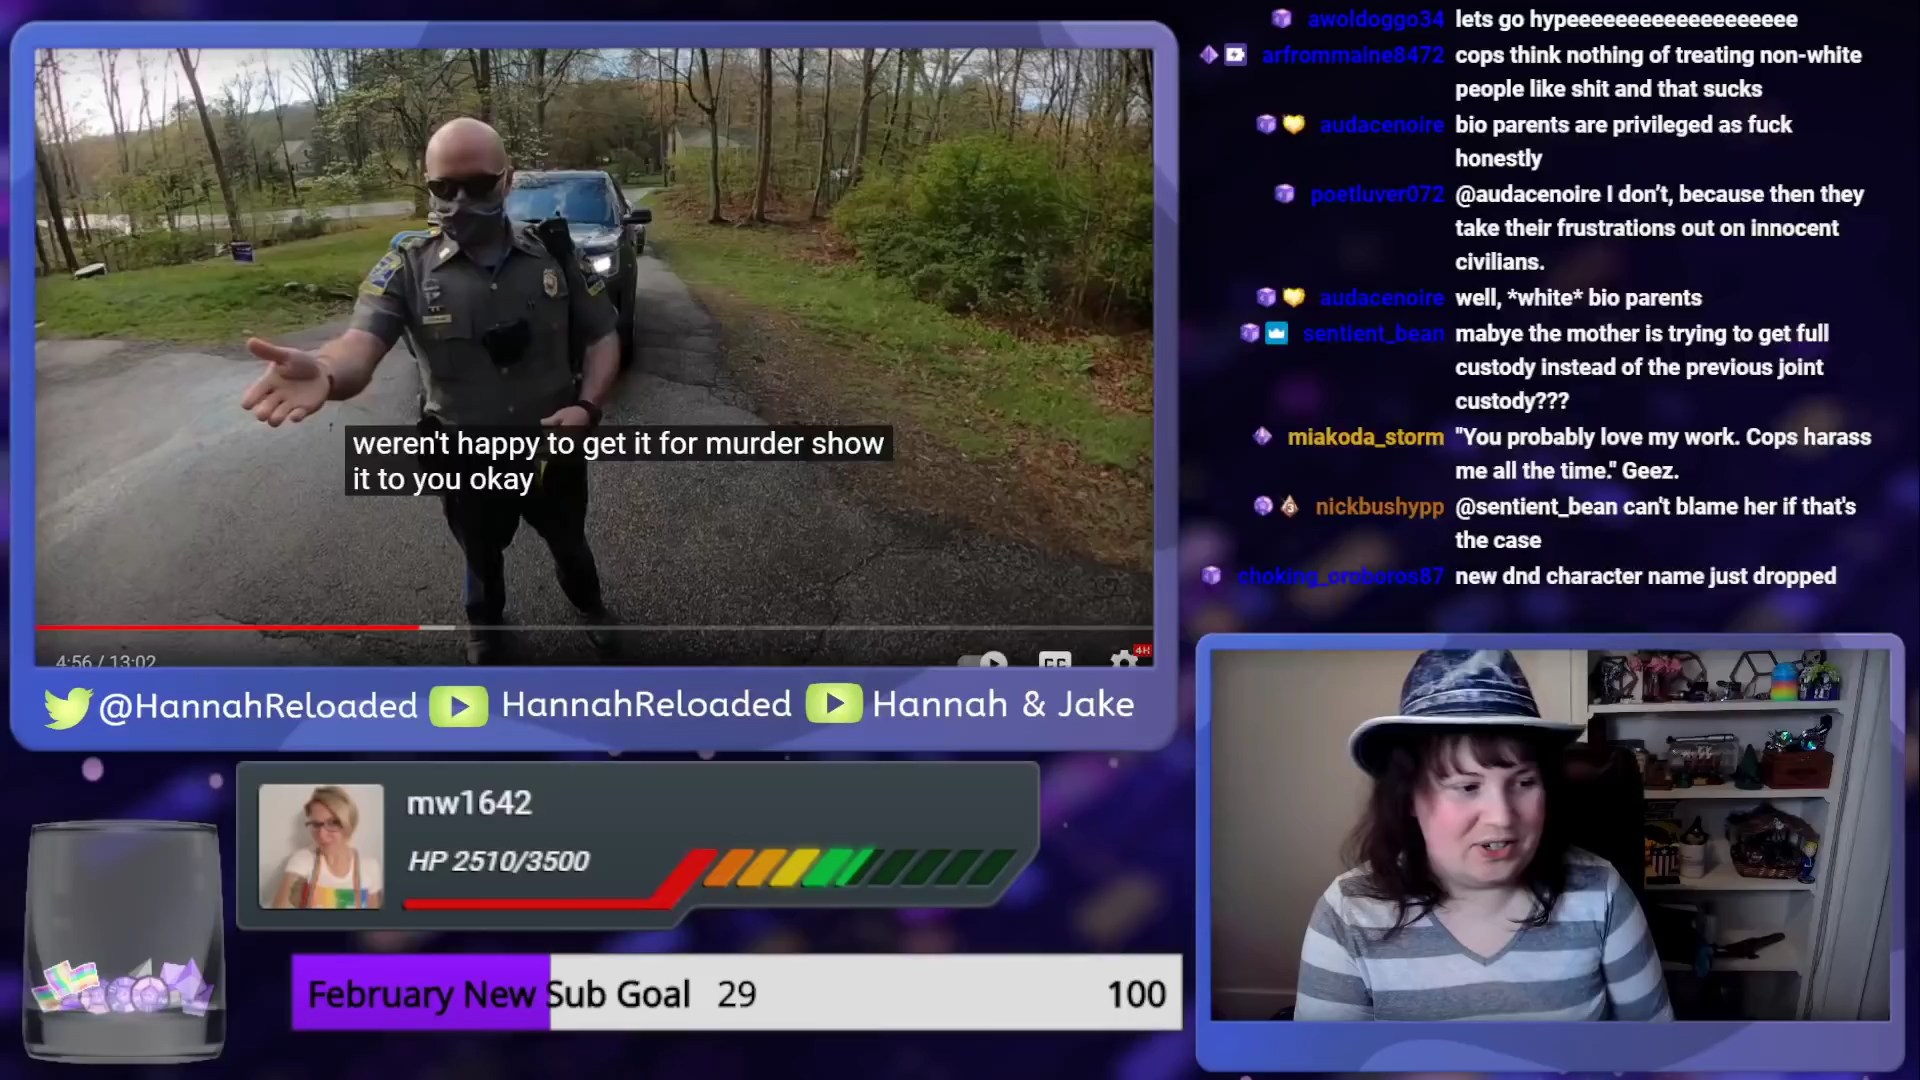 weren't happy to get it for murder show
it to you okay
4:56 / 13:02
4K
@HannahReloaded HannahReloaded Hannah & Jake
mw1642
HP 2510/3500
February New Sub Goal 29 100
awoldoggo34 lets go hypeeeeeeeeeeeeeeeeeee
arfrommaine8472 cops think nothing of treating non-white
people like shit and that sucks
audacenoire bio parents are privileged as fuck
honestly
poetluver072 @audacenoire I don't, because then they
take their frustrations out on innocent
civilians.
audacenoire well, *white* bio parents
sentient_bean mabye the mother is trying to get full
custody instead of the previous joint
custody???
miakoda_storm "You probably love my work. Cops harass
me all the time." Geez.
nickbushypp @sentient_bean can't blame her if that's
the case
choking_oroboros87 new dnd character name just dropped